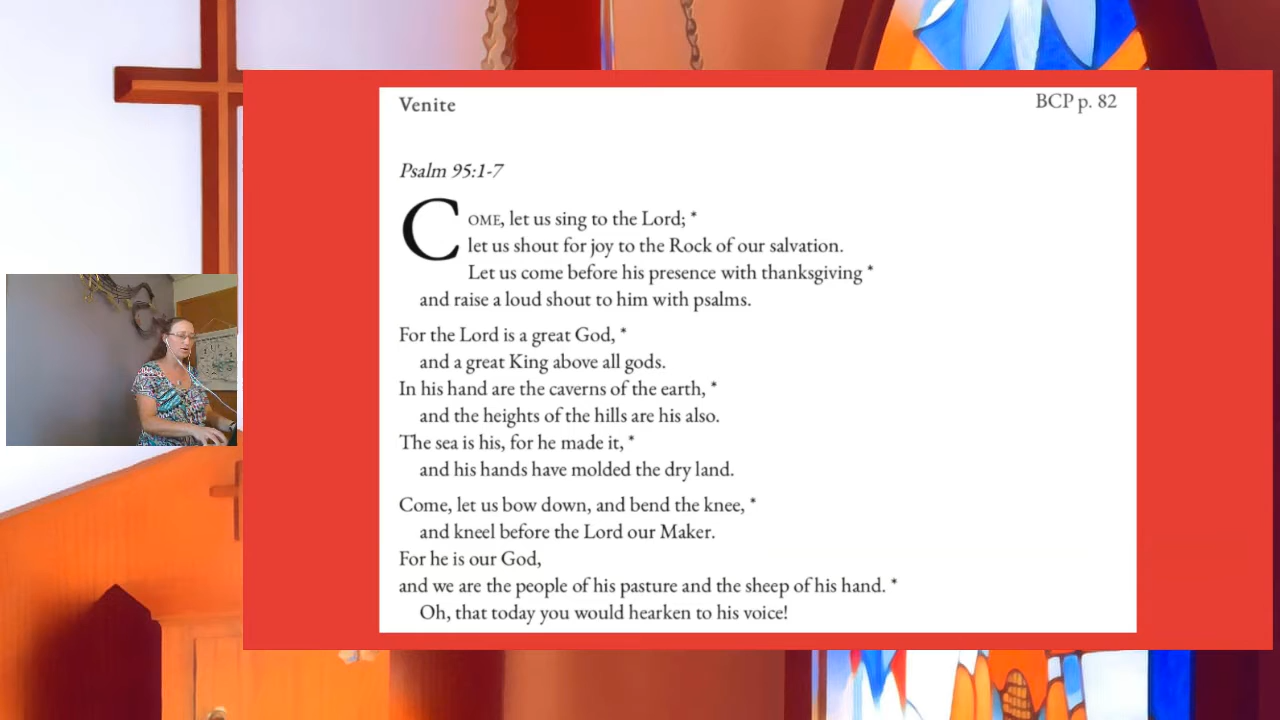 Venite
BCP p. 82
Psalm 95:1-7
COME, let us sing to the Lord; *
let us shout for joy to the Rock of our salvation.
Let us come before his presence with thanksgiving *
and raise a loud shout to him with psalms.
For the Lord is a great God, *
and a great King above all gods.
In his hand are the caverns of the earth, *
and the heights of the hills are his also.
The sea is his, for he made it, *
and his hands have molded the dry land.
Come, let us bow down, and bend the knee, *
and kneel before the Lord our Maker.
For he is our God,
and we are the people of his pasture and the sheep of his hand. *
Oh, that today you would hearken to his voice!